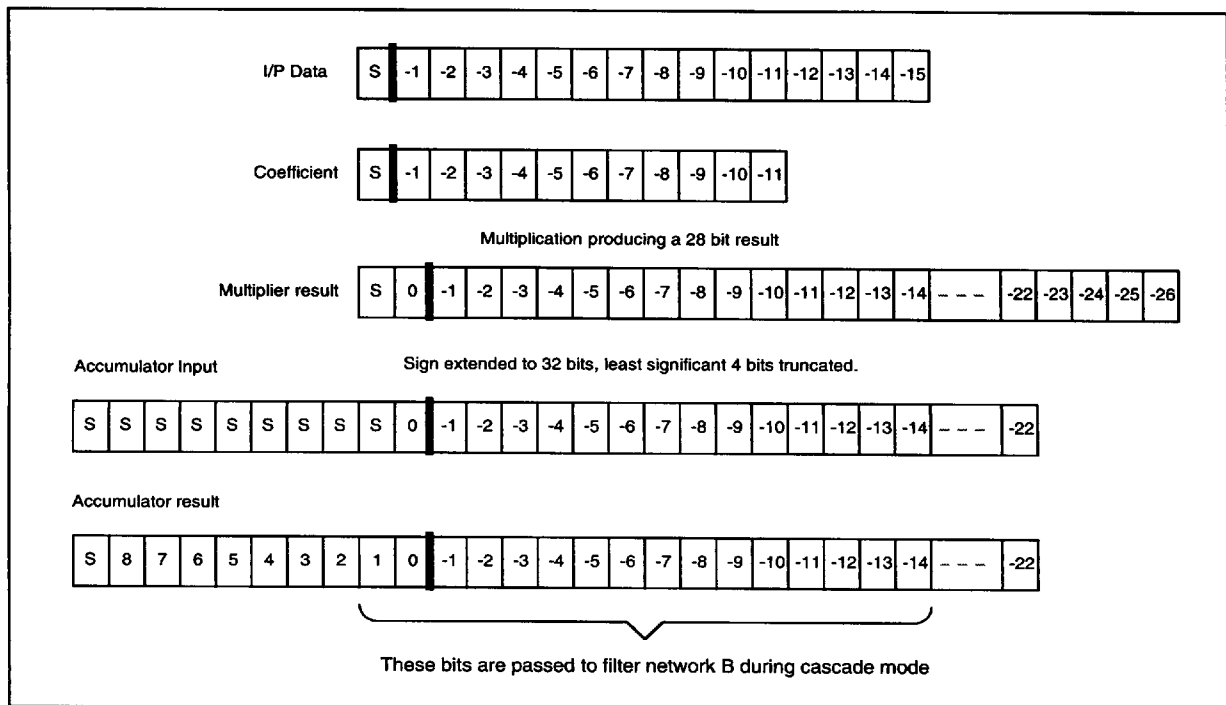 I/P Data S -1 -2 -3 -4 -5 -6 -7 -8 -9 -10 -11 -12 -13 -14 -15
Coefficient S -1 -2 -3 -4 -5 -6 -7 -8 -9 -10 -11
Multiplication producing a 28 bit result
Multiplier result S 0 -1 -2 -3 -4 -5 -6 -7 -8 -9 -10 -11 -12 -13 -14 - - - -22 -23 -24 -25 -26
Accumulator Input Sign extended to 32 bits, least significant 4 bits truncated.
S S S S S S S S S 0 -1 -2 -3 -4 -5 -6 -7 -8 -9 -10 -11 -12 -13 -14 - - - -22
Accumulator result
S 8 7 6 5 4 3 2 1 0 -1 -2 -3 -4 -5 -6 -7 -8 -9 -10 -11 -12 -13 -14 - - - -22
These bits are passed to filter network B during cascade mode